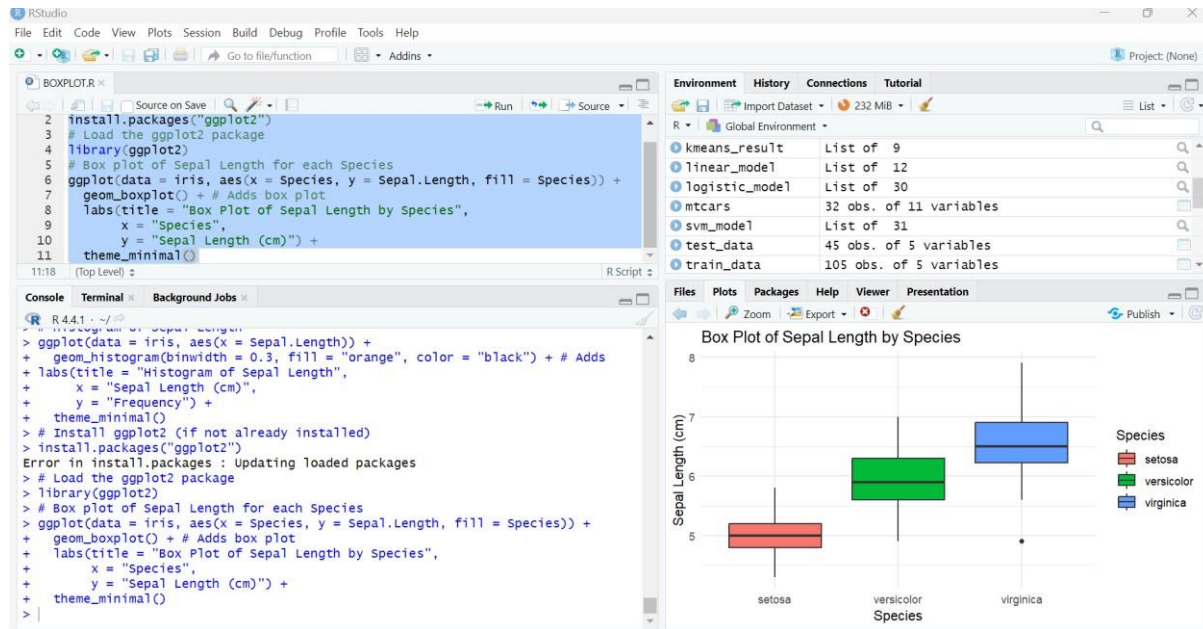 RStudio
File Edit Code View Plots Session Build Debug Profile Tools Help
Go to file/function Addins Project: (None)
BOXPLOT.R
Source on Save Run Source
2 install.packages("ggplot2")
3 # Load the ggplot2 package
4 library(ggplot2)
5 # Box plot of Sepal Length for each Species
6 ggplot(data = iris, aes(x = Species, y = Sepal.Length, fill = Species)) +
7 geom_boxplot() + # Adds box plot
8 labs(title = "Box Plot of Sepal Length by Species",
9 x = "Species",
10 y = "Sepal Length (cm)") +
11 theme_minimal()
11:18 (Top Level) R Script
Console Terminal Background Jobs
R 4.4.1 · ~/
> # Histogram of Sepal Length
> ggplot(data = iris, aes(x = Sepal.Length)) +
+ geom_histogram(binwidth = 0.3, fill = "orange", color = "black") + # Adds
+ labs(title = "Histogram of Sepal Length",
+ x = "Sepal Length (cm)",
+ y = "Frequency") +
+ theme_minimal()
> # Install ggplot2 (if not already installed)
> install.packages("ggplot2")
Error in install.packages : Updating loaded packages
> # Load the ggplot2 package
> library(ggplot2)
> # Box plot of Sepal Length for each Species
> ggplot(data = iris, aes(x = Species, y = Sepal.Length, fill = Species)) +
+ geom_boxplot() + # Adds box plot
+ labs(title = "Box Plot of Sepal Length by Species",
+ x = "Species",
+ y = "Sepal Length (cm)") +
+ theme_minimal()
>
Environment History Connections Tutorial
Import Dataset 232 MiB List
R Global Environment
kmeans_result List of 9
linear_model List of 12
logistic_model List of 30
mtcars 32 obs. of 11 variables
svm_model List of 31
test_data 45 obs. of 5 variables
train_data 105 obs. of 5 variables
Files Plots Packages Help Viewer Presentation
Zoom Export Publish
Box Plot of Sepal Length by Species
8
7
6
5
Sepal Length (cm)
setosa versicolor virginica
Species
Species
setosa
versicolor
virginica